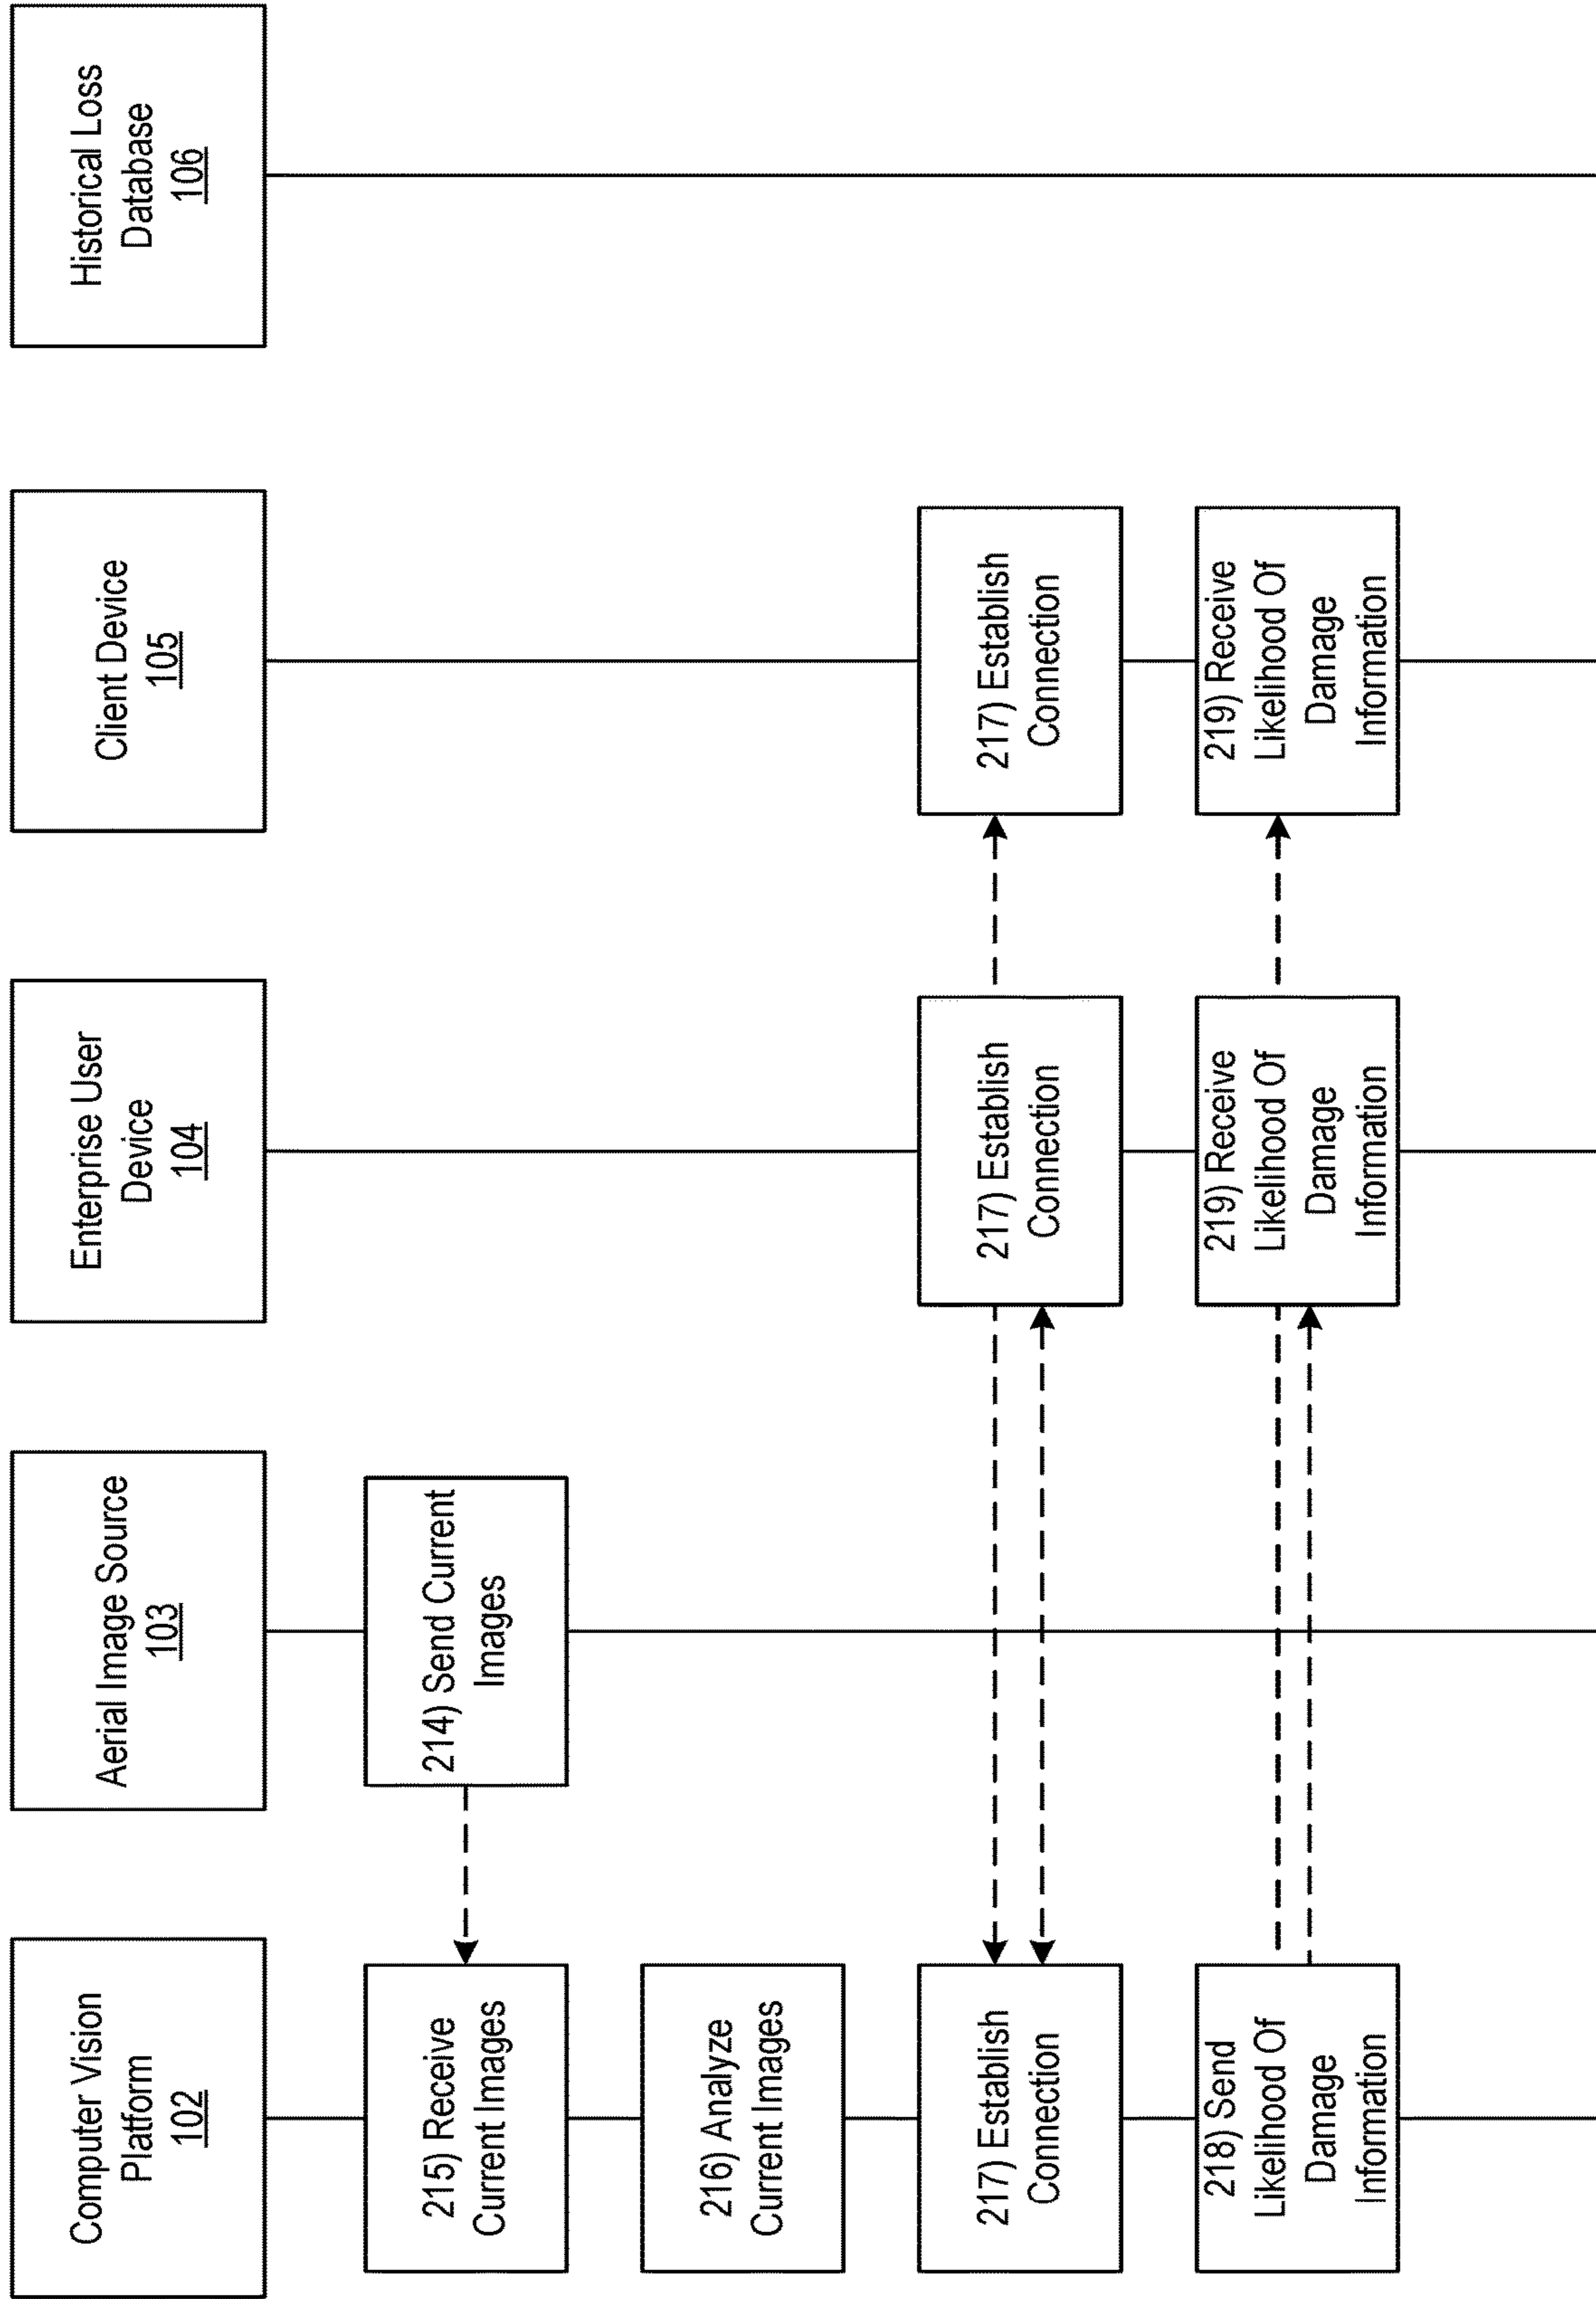 Computer Vision
Platform
102
Aerial Image Source
103
Enterprise User
Device
104
Client Device
105
Historical Loss
Database
106
214) Send Current
Images
215) Receive
Current Images
216) Analyze
Current Images
217) Establish
Connection
217) Establish
Connection
217) Establish
Connection
218) Send
Likelihood Of
Damage
Information
219) Receive
Likelihood Of
Damage
Information
219) Receive
Likelihood Of
Damage
Information